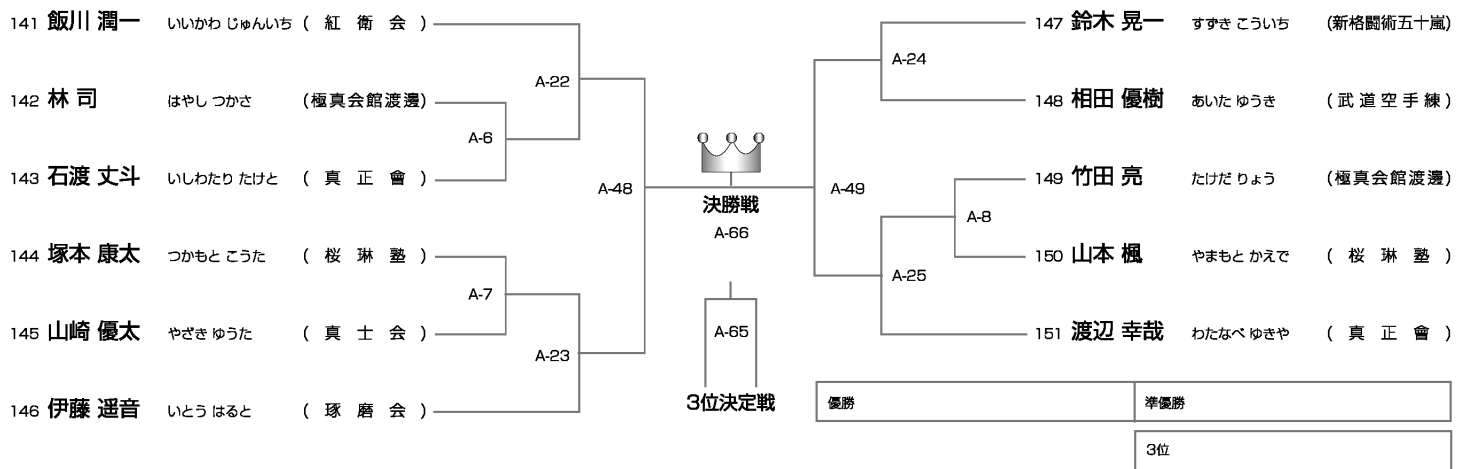 141 飯川 潤一 いいかわ じゅんいち ( 紅 衛 会 )
142 林 司 はやし つかさ (極真会館渡邊)
143 石渡 丈斗 いしわたり たけと ( 真 正 會 )
144 塚本 康太 つかもと こうた ( 桜 琳 塾 )
145 山崎 優太 やざき ゆうた ( 真 士 会 )
146 伊藤 遥音 いとう はると ( 琢 磨 会 )
A-22
A-6
A-7
A-23
A-48
決勝戦
A-66
A-65
3位決定戦
A-49
A-24
A-8
A-25
147 鈴木 晃一 すずき こういち (新格闘術五十嵐)
148 相田 優樹 あいた ゆうき ( 武 道 空 手 練 )
149 竹田 亮 たけだ りょう (極真会館渡邊)
150 山本 楓 やまもと かえで ( 桜 琳 塾 )
151 渡辺 幸哉 わたなべ ゆきや ( 真 正 會 )
優勝
準優勝
3位